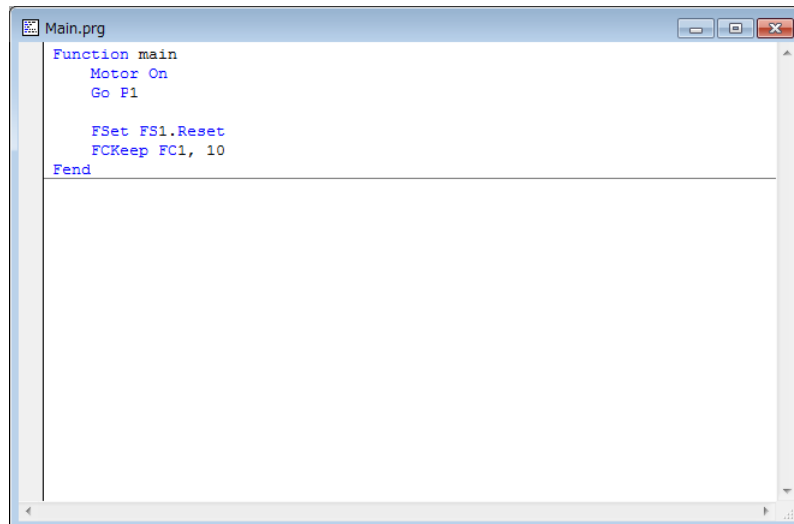 Main.prg
Function main
Motor On
Go P1
FSet FS1.Reset
FCKeep FC1, 10
Fend